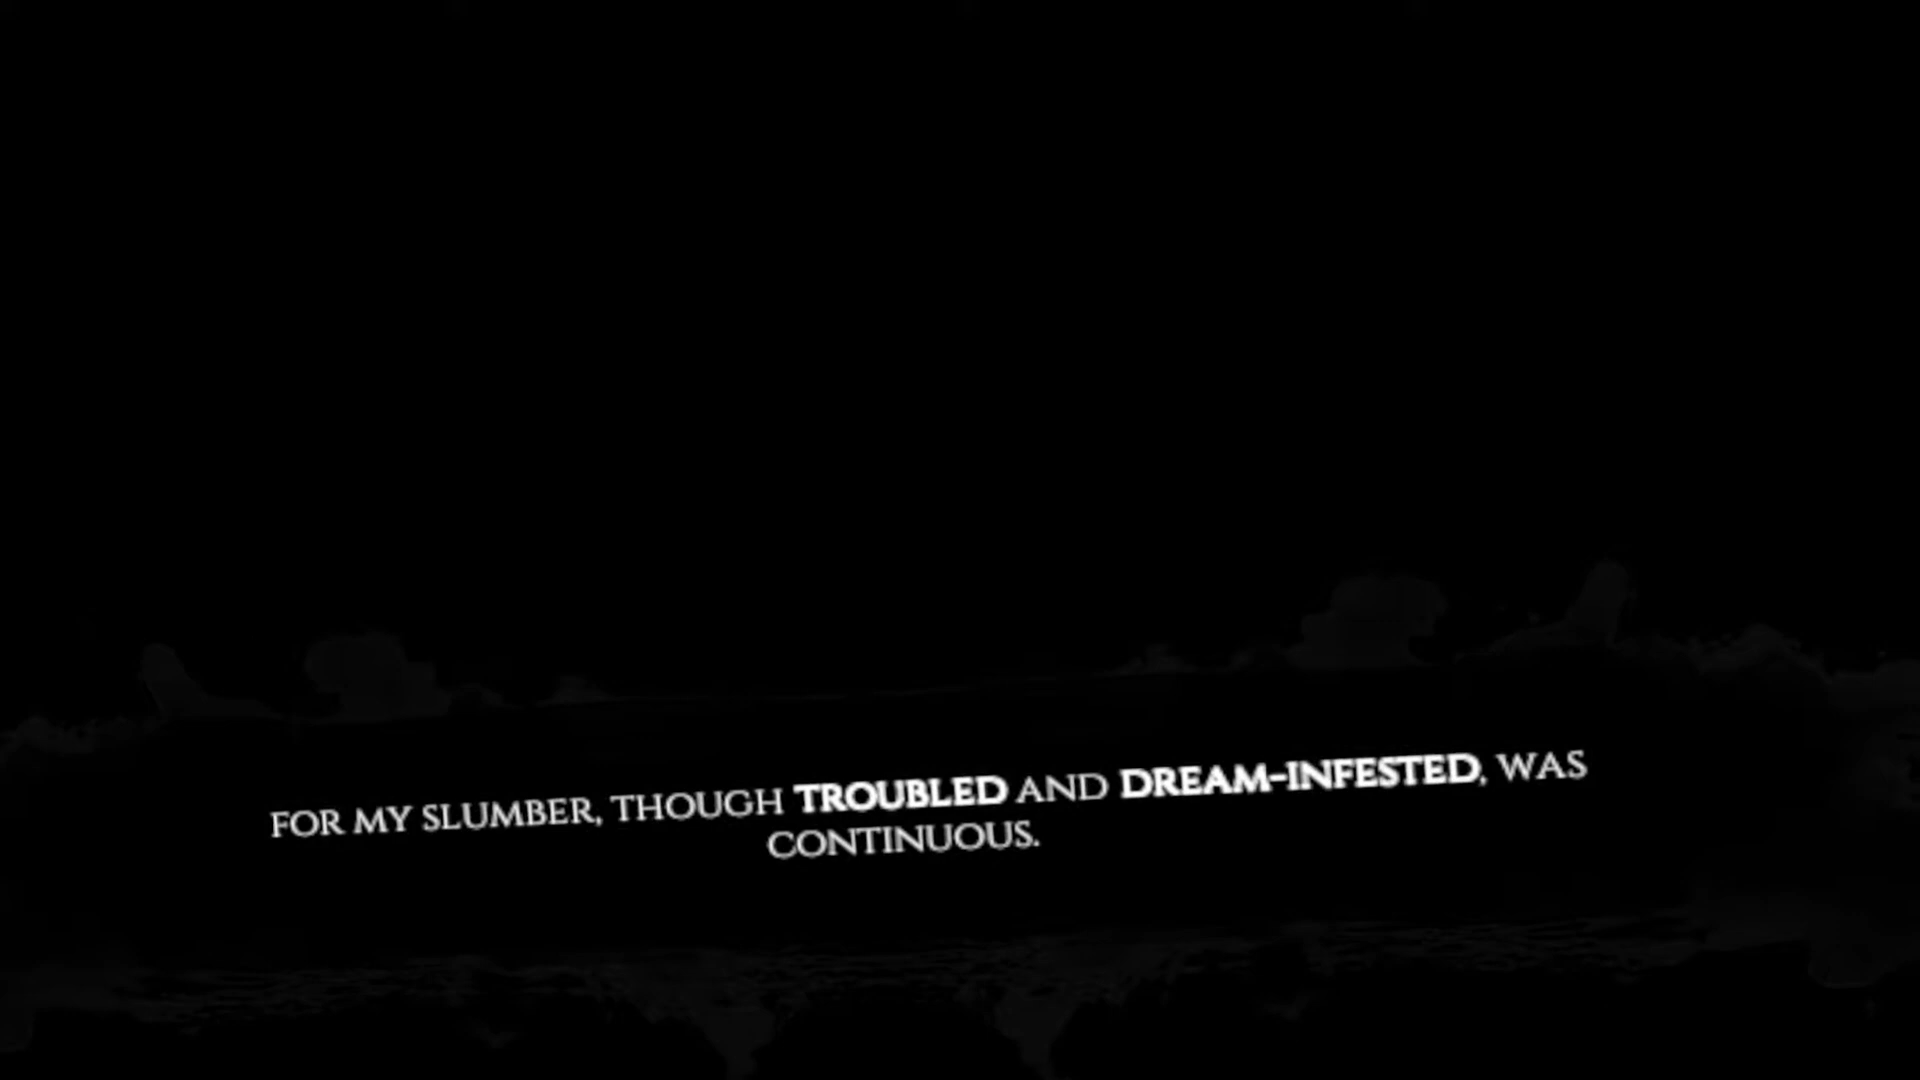 FOR MY SLUMBER, THOUGH TROUBLED AND DREAM-INFESTED, WAS
CONTINUOUS.